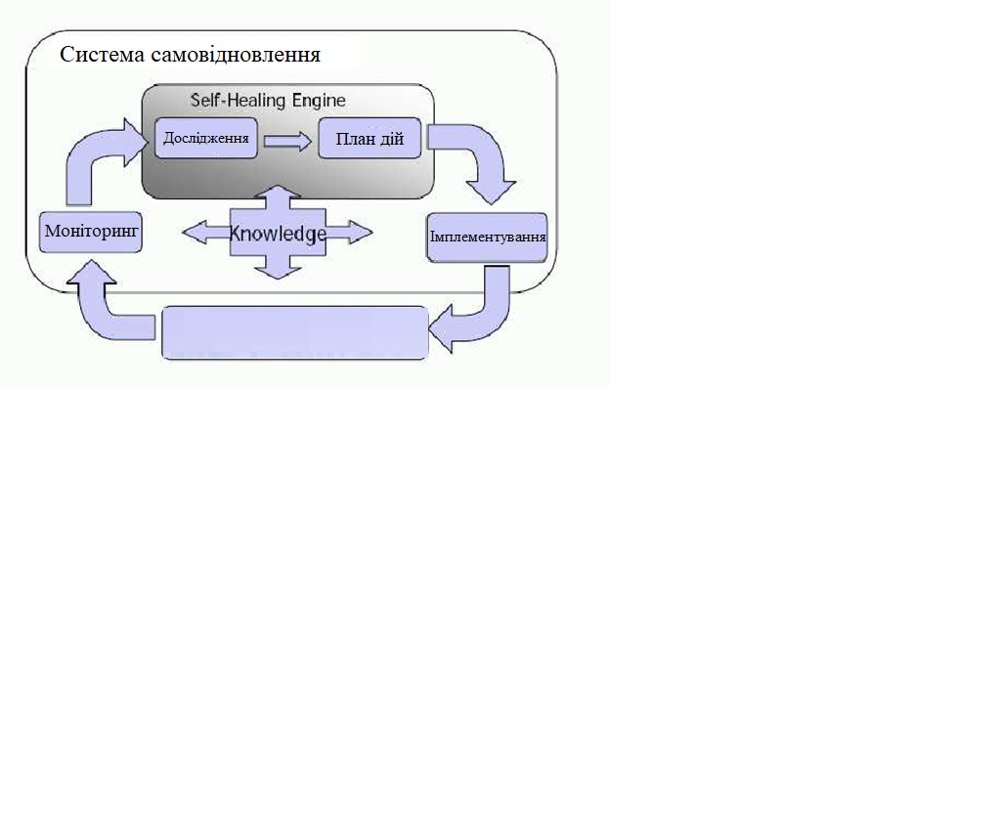 Система самовідновлення
Self-Healing Engine
Дослідження
План дій
Моніторинг
Knowledge
Імплементування